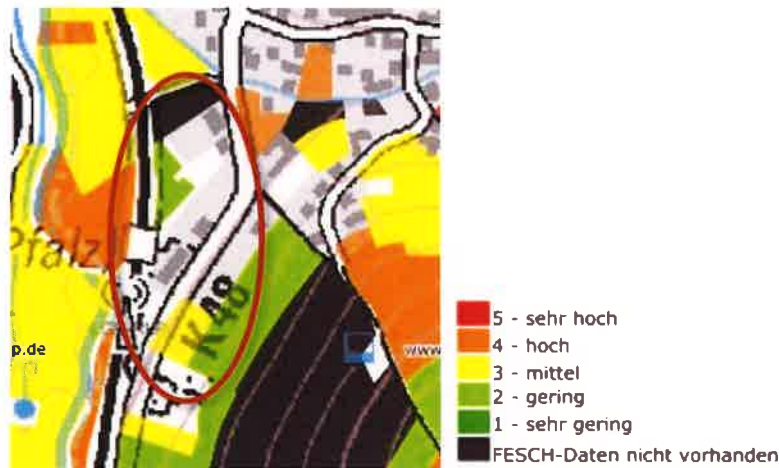 Pfalz
K 48
p.de
www
5 - sehr hoch
4 - hoch
3 - mittel
2 - gering
1 - sehr gering
FESCH-Daten nicht vorhanden